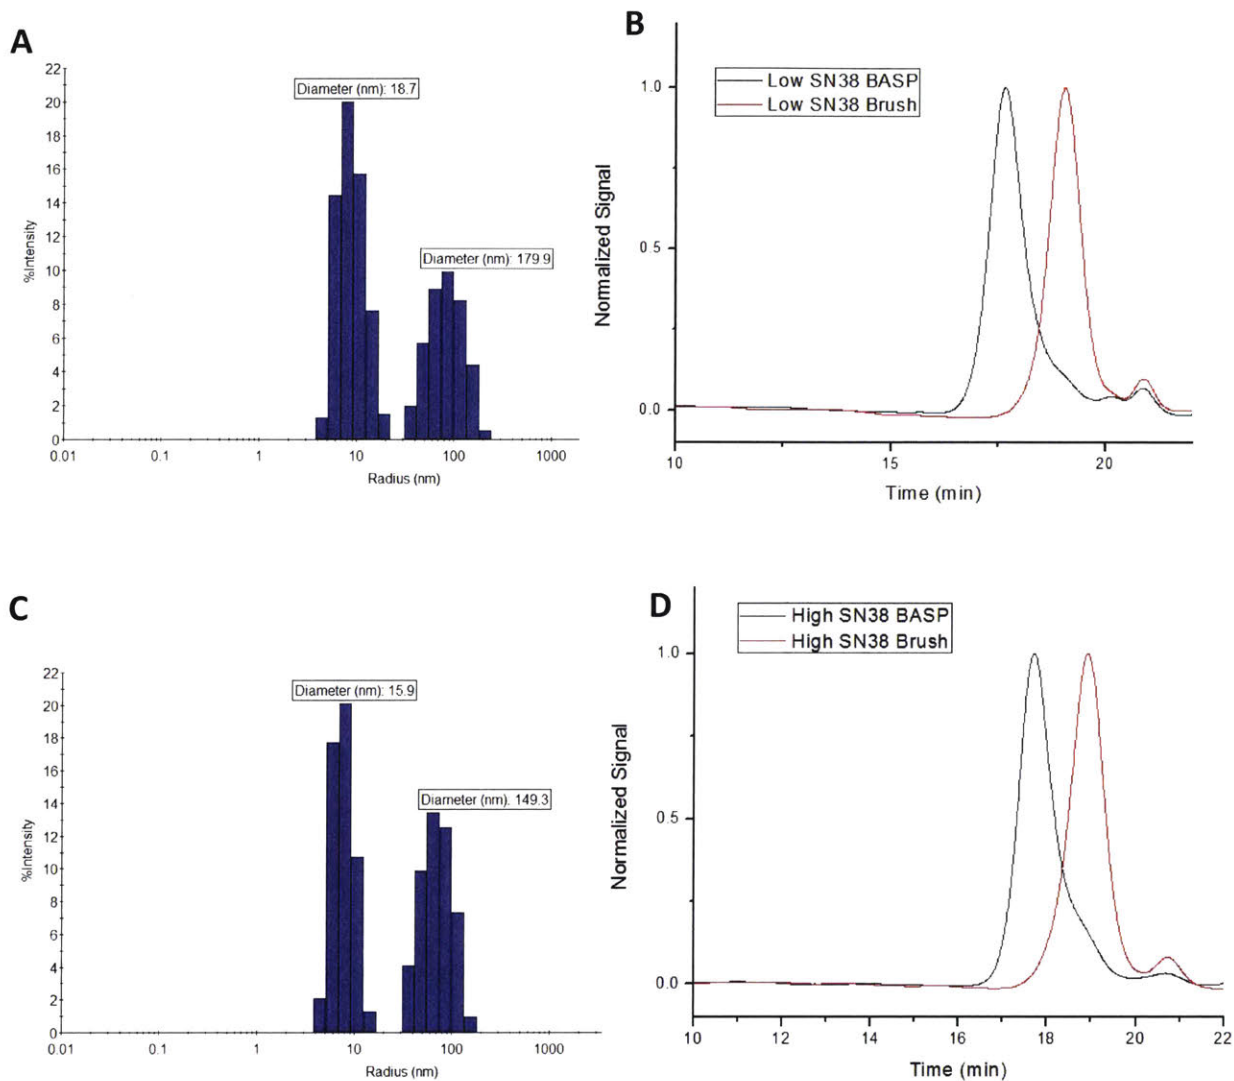 A
22
20
18
16
14
12
10
8
6
4
2
0
%Intensity
Diameter (nm): 18.7
Diameter (nm): 179.9
0.01 0.1 1 10 100 1000
Radius (nm)
B
Low SN38 BASP
Low SN38 Brush
1.0
0.5
0.0
Normalized Signal
10 15 20
Time (min)
C
22
20
18
16
14
12
10
8
6
4
2
0
%Intensity
Diameter (nm): 15.9
Diameter (nm): 149.3
0.01 0.1 1 10 100 1000
Radius (nm)
D
High SN38 BASP
High SN38 Brush
1.0
0.5
0.0
Normalized Signal
10 12 14 16 18 20 22
Time (min)